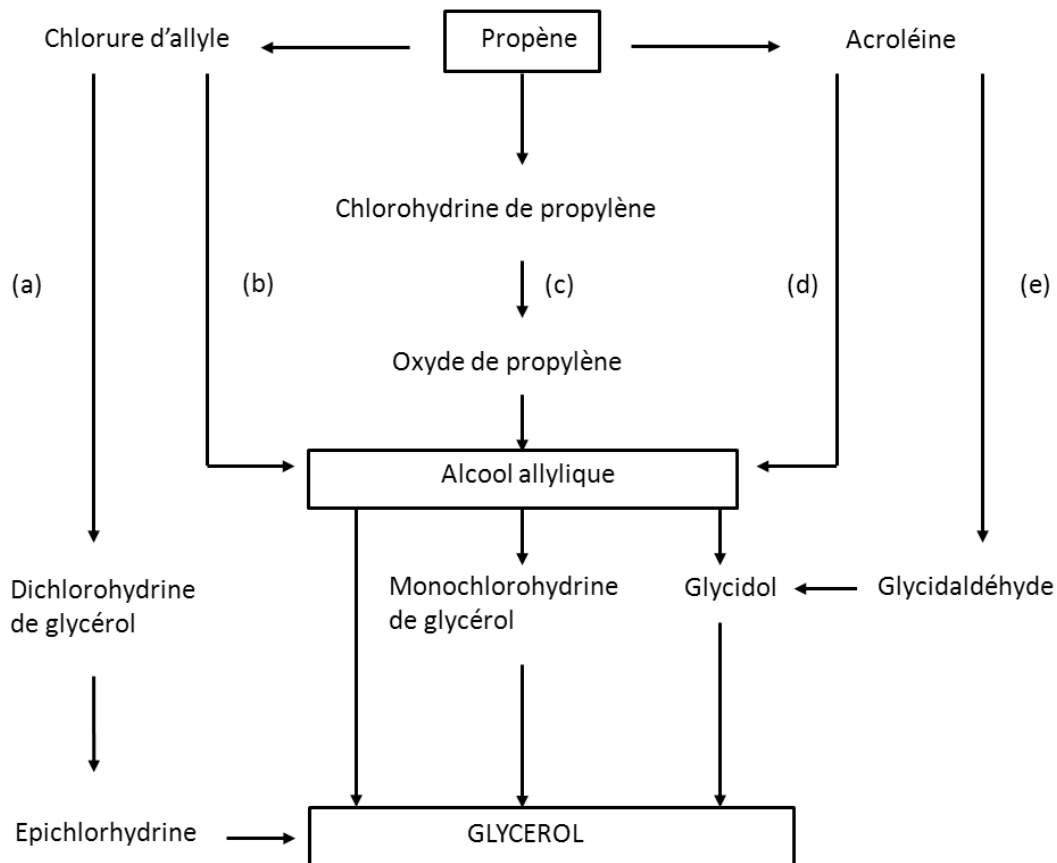 Chlorure d’allyle
Propène
Acroléine
Chlorohydrine de propylène
(a)
(b)
(c)
(d)
(e)
Oxyde de propylène
Alcool allylique
Dichlorohydrine
de glycérol
Monochlorohydrine
de glycérol
Glycidol
Glycidaldéhyde
Epichlorhydrine
GLYCEROL